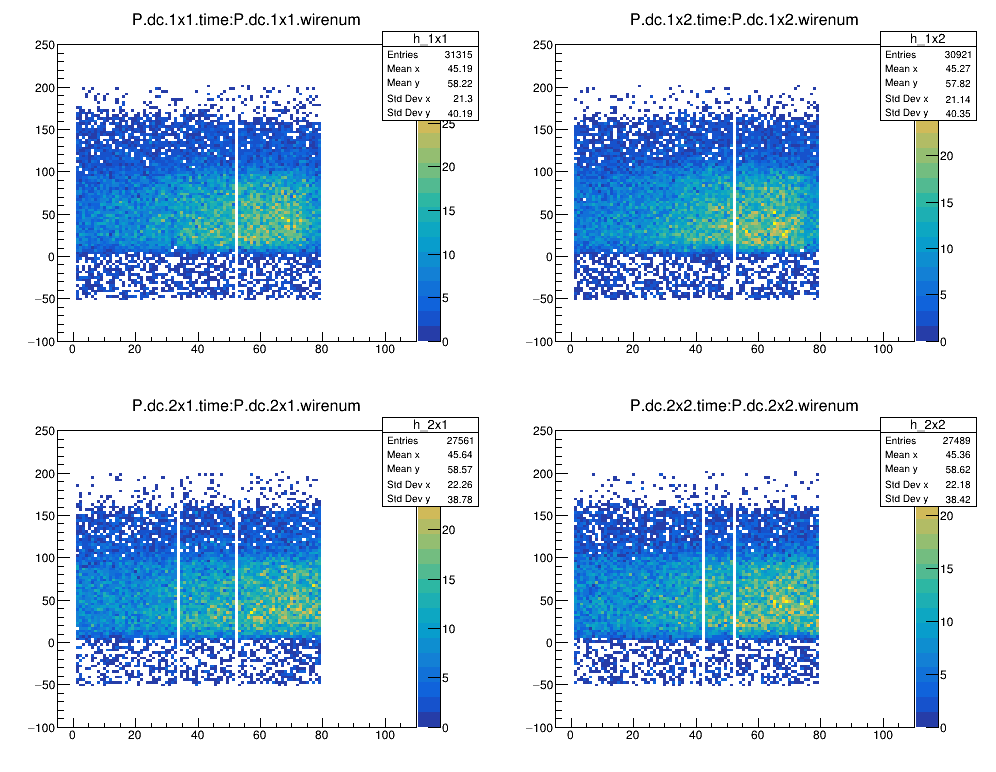 P.dc.1x1.time:P.dc.1x1.wirenum
h_1x1
Entries 31315
Mean x 45.19
Mean y 58.22
Std Dev x 21.3
Std Dev y 40.19
250
200
150
100
50
0
−50
−100
0 20 40 60 80 100
25
20
15
10
5
0
P.dc.1x2.time:P.dc.1x2.wirenum
h_1x2
Entries 30921
Mean x 45.27
Mean y 57.82
Std Dev x 21.14
Std Dev y 40.35
250
200
150
100
50
0
−50
−100
0 20 40 60 80 100
20
15
10
5
0
P.dc.2x1.time:P.dc.2x1.wirenum
h_2x1
Entries 27561
Mean x 45.64
Mean y 58.57
Std Dev x 22.26
Std Dev y 38.78
250
200
150
100
50
0
−50
−100
0 20 40 60 80 100
20
15
10
5
0
P.dc.2x2.time:P.dc.2x2.wirenum
h_2x2
Entries 27489
Mean x 45.36
Mean y 58.62
Std Dev x 22.18
Std Dev y 38.42
250
200
150
100
50
0
−50
−100
0 20 40 60 80 100
20
15
10
5
0